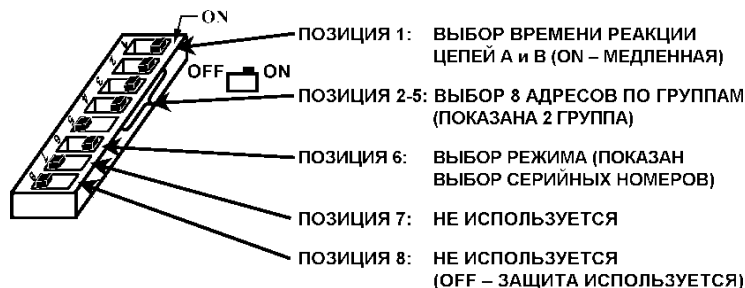 ON
ПОЗИЦИЯ 1: ВЫБОР ВРЕМЕНИ РЕАКЦИИ
ЦЕПЕЙ А и В (ON – МЕДЛЕННАЯ)
OFF ON
ПОЗИЦИЯ 2-5: ВЫБОР 8 АДРЕСОВ ПО ГРУППАМ
(ПОКАЗАНА 2 ГРУППА)
ПОЗИЦИЯ 6: ВЫБОР РЕЖИМА (ПОКАЗАН
ВЫБОР СЕРИЙНЫХ НОМЕРОВ)
ПОЗИЦИЯ 7: НЕ ИСПОЛЬЗУЕТСЯ
ПОЗИЦИЯ 8: НЕ ИСПОЛЬЗУЕТСЯ
(OFF – ЗАЩИТА ИСПОЛЬЗУЕТСЯ)